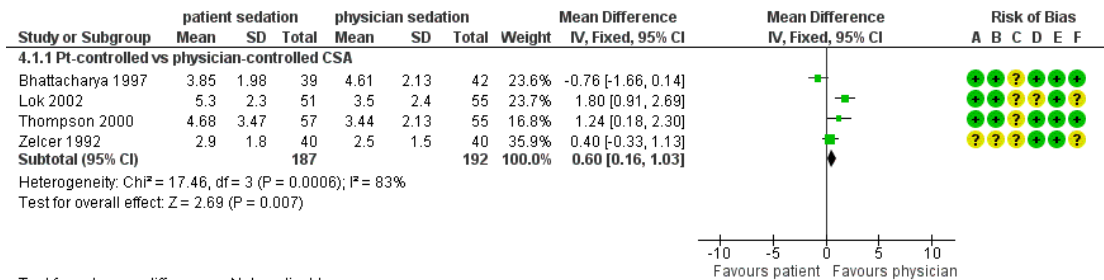 patient sedation physician sedation Mean Difference Mean Difference Risk of Bias
Study or Subgroup Mean SD Total Mean SD Total Weight IV, Fixed, 95% CI IV, Fixed, 95% CI A B C D E F
4.1.1 Pt-controlled vs physician-controlled CSA
Bhattacharya 1997 3.85 1.98 39 4.61 2.13 42 23.6% -0.76 [-1.66, 0.14] + + ? + + +
Lok 2002 5.3 2.3 51 3.5 2.4 55 23.7% 1.80 [0.91, 2.69] + + ? ? + ?
Thompson 2000 4.68 3.47 57 3.44 2.13 55 16.8% 1.24 [0.18, 2.30] + + ? + + +
Zelcer 1992 2.9 1.8 40 2.5 1.5 40 35.9% 0.40 [-0.33, 1.13] ? ? ? + + ?
Subtotal (95% CI) 187 192 100.0% 0.60 [0.16, 1.03]
Heterogeneity: Chi² = 17.46, df = 3 (P = 0.0006); I² = 83%
Test for overall effect: Z = 2.69 (P = 0.007)
-10 -5 0 5 10
Favours patient Favours physician